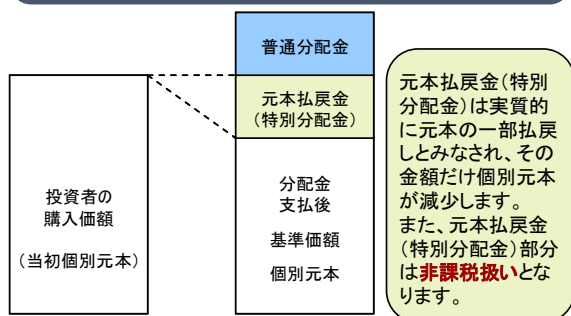 普通分配金
元本払戻金
(特別分配金)
投資者の
購入価額
(当初個別元本)
分配金
支払後
基準価額
個別元本
元本払戻金(特別
分配金)は実質的
に元本の一部払戻
しとみなされ、その
金額だけ個別元本
が減少します。
また、元本払戻金
(特別分配金)部分
は非課税扱いとな
ります。